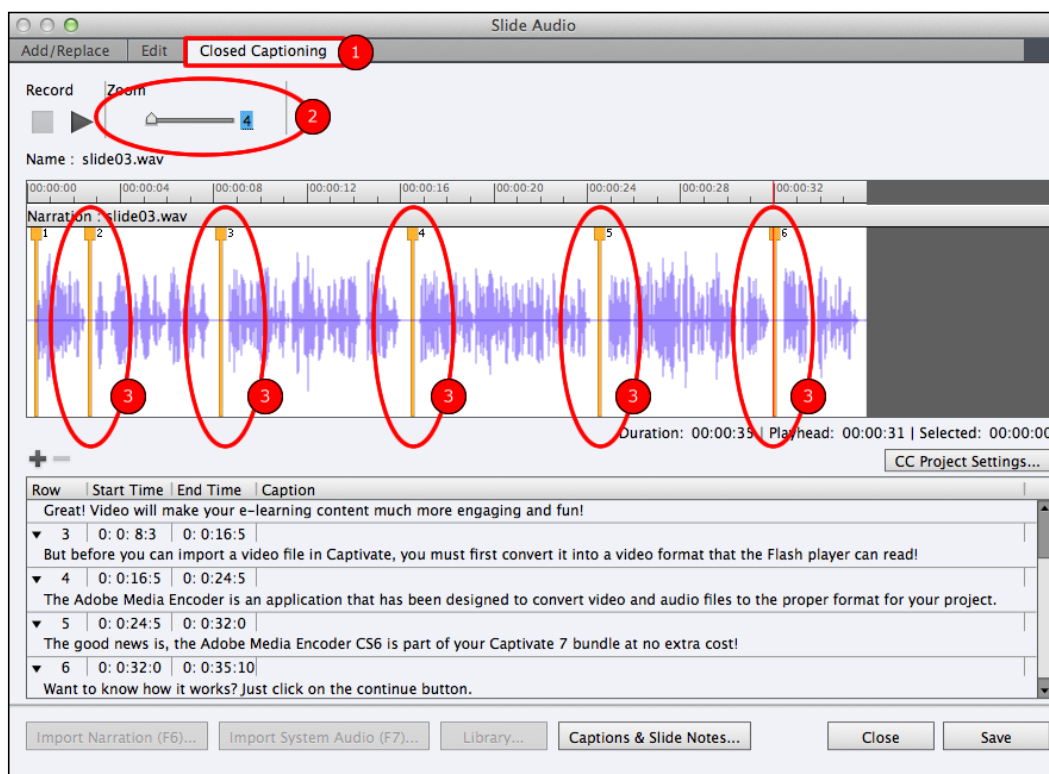 Slide Audio
Add/Replace Edit Closed Captioning 1
Record Zoom
4 2
Name : slide03.wav
00:00:00 00:00:04 00:00:08 00:00:12 00:00:16 00:00:20 00:00:24 00:00:28 00:00:32
Narration : slide03.wav
1 2 3 4 5 6
3 3 3 3 3
Duration: 00:00:35 | Playhead: 00:00:31 | Selected: 00:00:00
CC Project Settings...
Row Start Time End Time Caption
Great! Video will make your e-learning content much more engaging and fun!
3 0: 0: 8:3 0: 0:16:5
But before you can import a video file in Captivate, you must first convert it into a video format that the Flash player can read!
4 0: 0:16:5 0: 0:24:5
The Adobe Media Encoder is an application that has been designed to convert video and audio files to the proper format for your project.
5 0: 0:24:5 0: 0:32:0
The good news is, the Adobe Media Encoder CS6 is part of your Captivate 7 bundle at no extra cost!
6 0: 0:32:0 0: 0:35:10
Want to know how it works? Just click on the continue button.
Import Narration (F6)... Import System Audio (F7)... Library... Captions & Slide Notes... Close Save